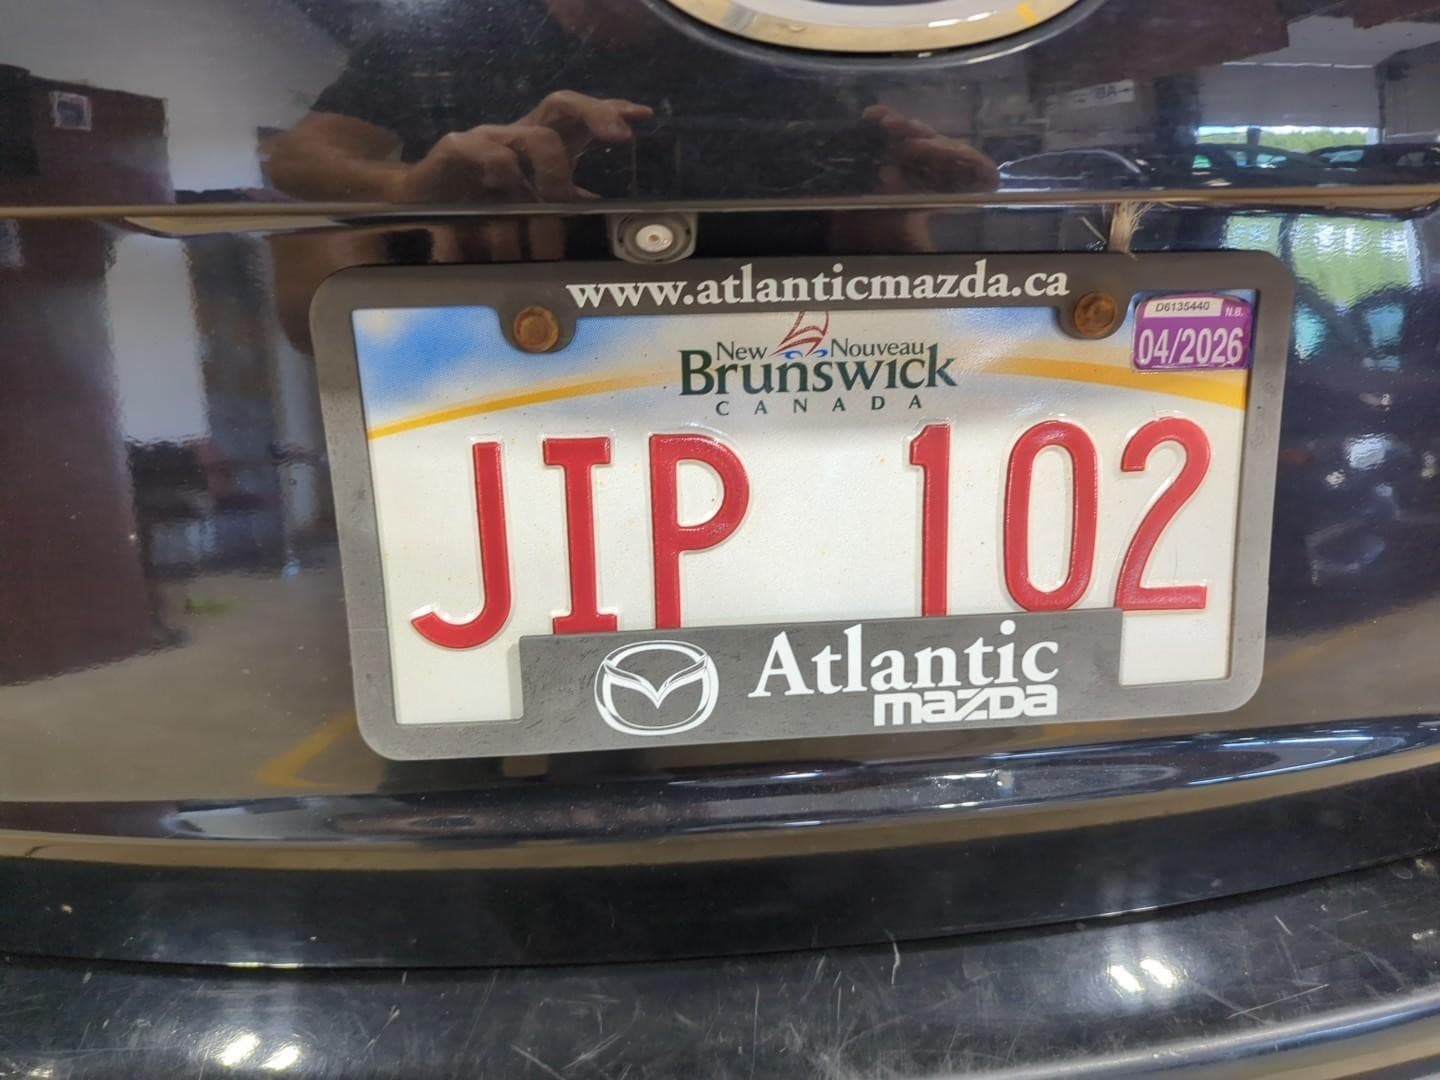 www.atlanticmazda.ca
D6135440
N.B.
04/2026
New Nouveau
Brunswick
CANADA
JIP 102
Atlantic
mazda